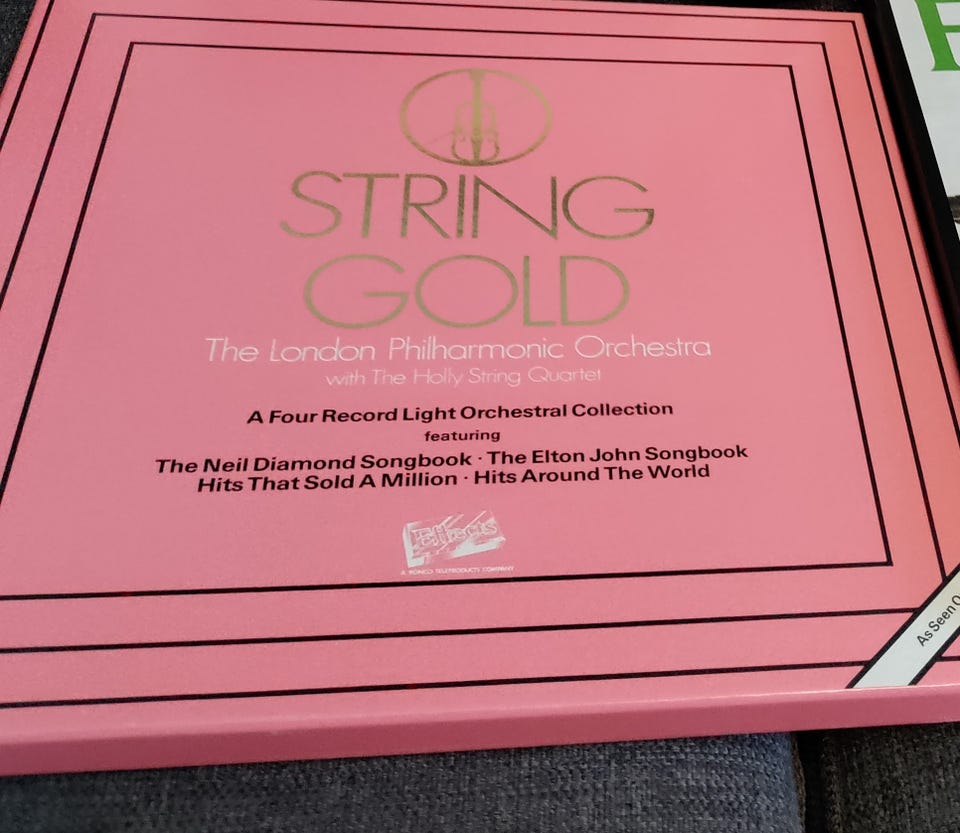 STRING
GOLD
The London Philharmonic Orchestra
with The Holly String Quartet
A Four Record Light Orchestral Collection
featuring
The Neil Diamond Songbook · The Elton John Songbook
Hits That Sold A Million · Hits Around The World
Effects
A RONCO TELEPRODUCTS COMPANY
As Seen O